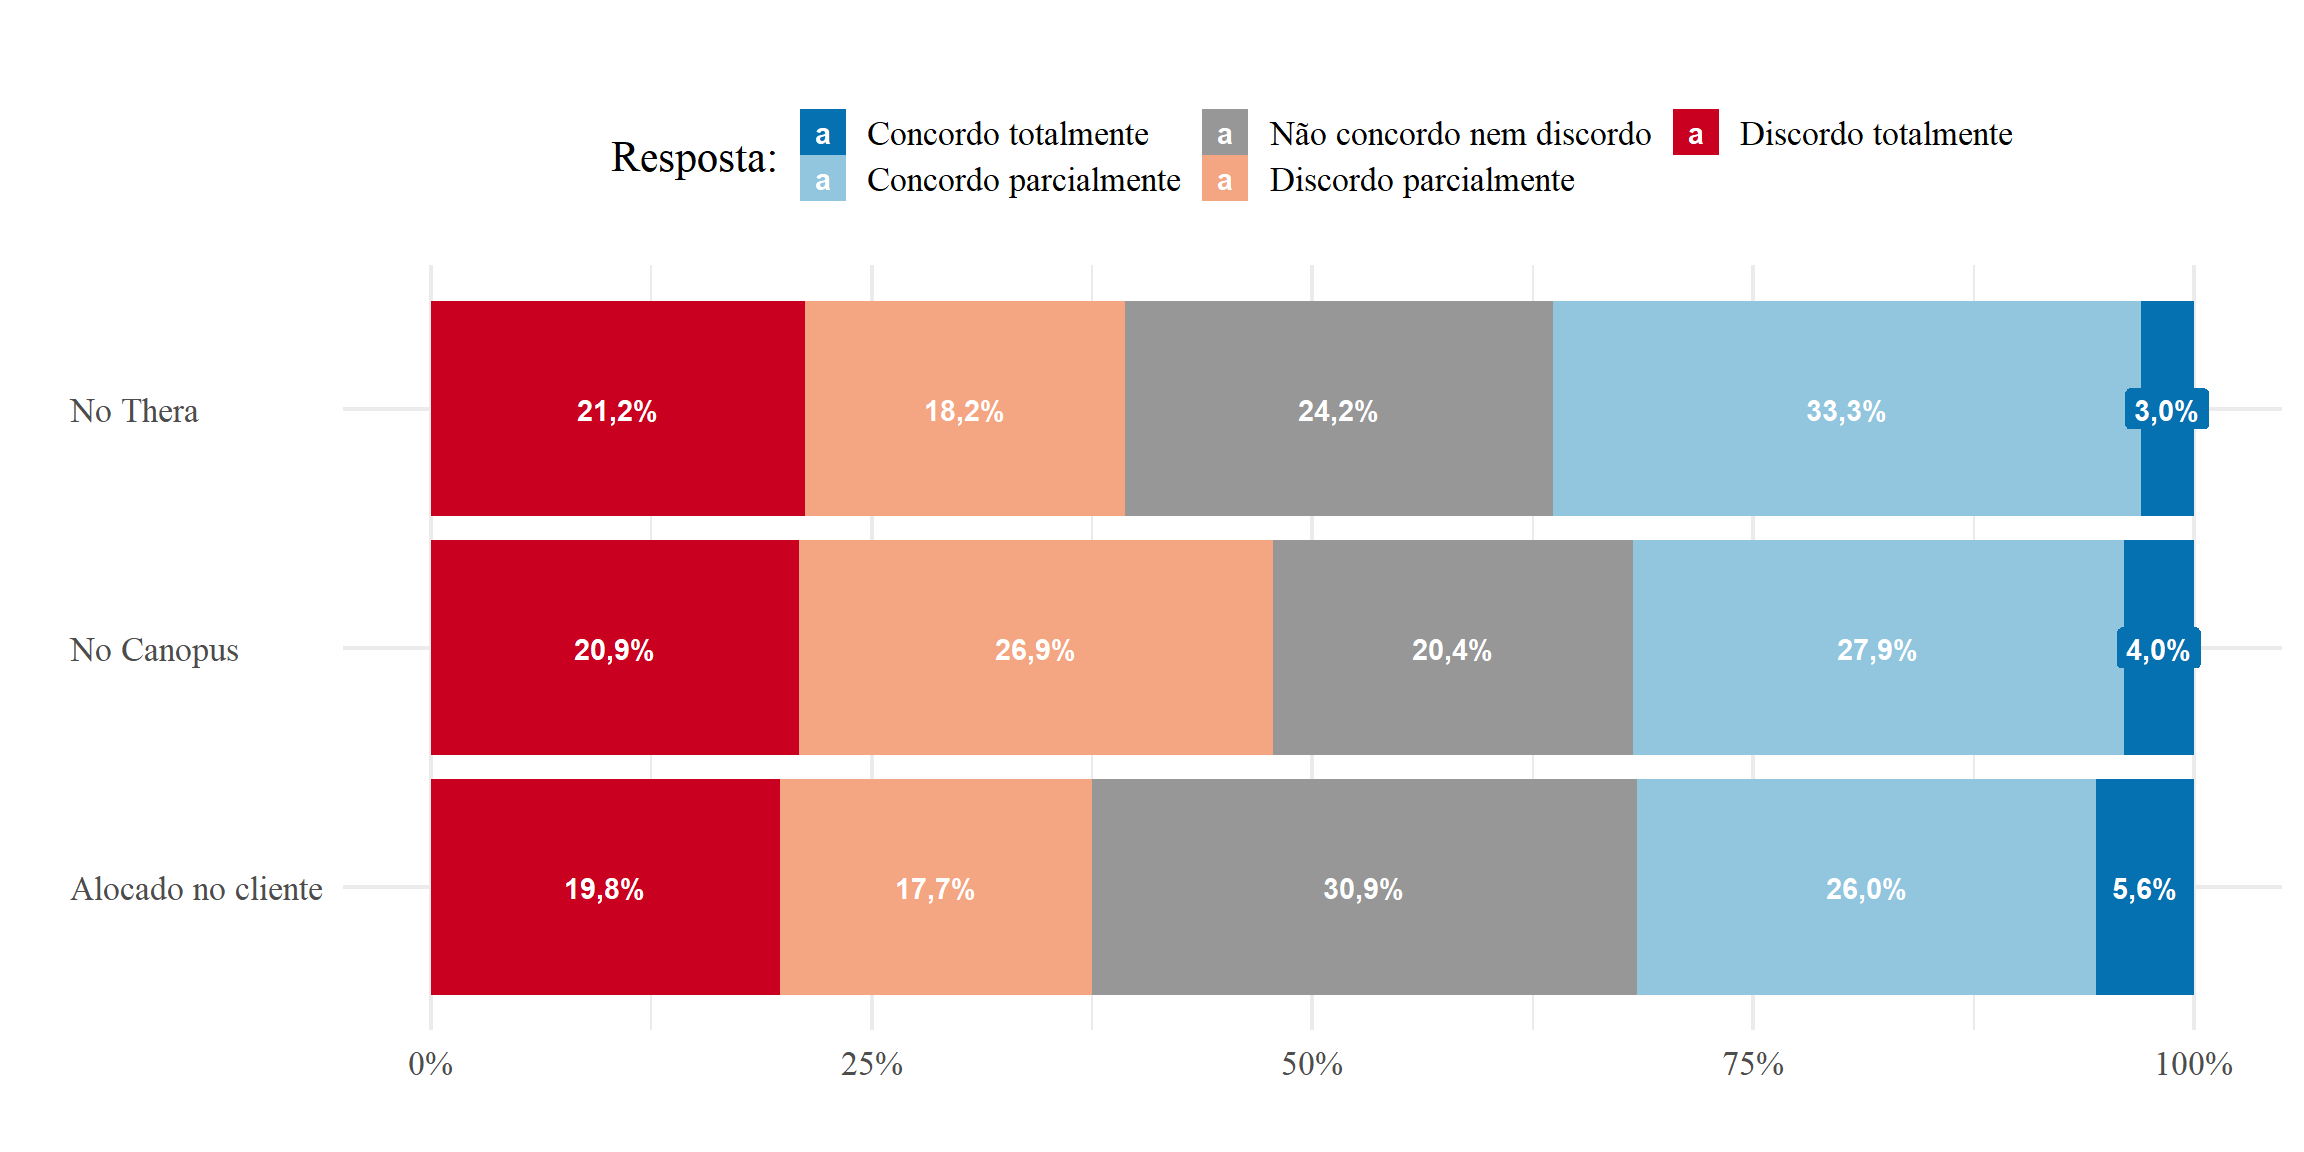 Resposta:
a Concordo totalmente a Não concordo nem discordo a Discordo totalmente
a Concordo parcialmente a Discordo parcialmente
No Thera 21,2% 18,2% 24,2% 33,3% 3,0%
No Canopus 20,9% 26,9% 20,4% 27,9% 4,0%
Alocado no cliente 19,8% 17,7% 30,9% 26,0% 5,6%
0% 25% 50% 75% 100%